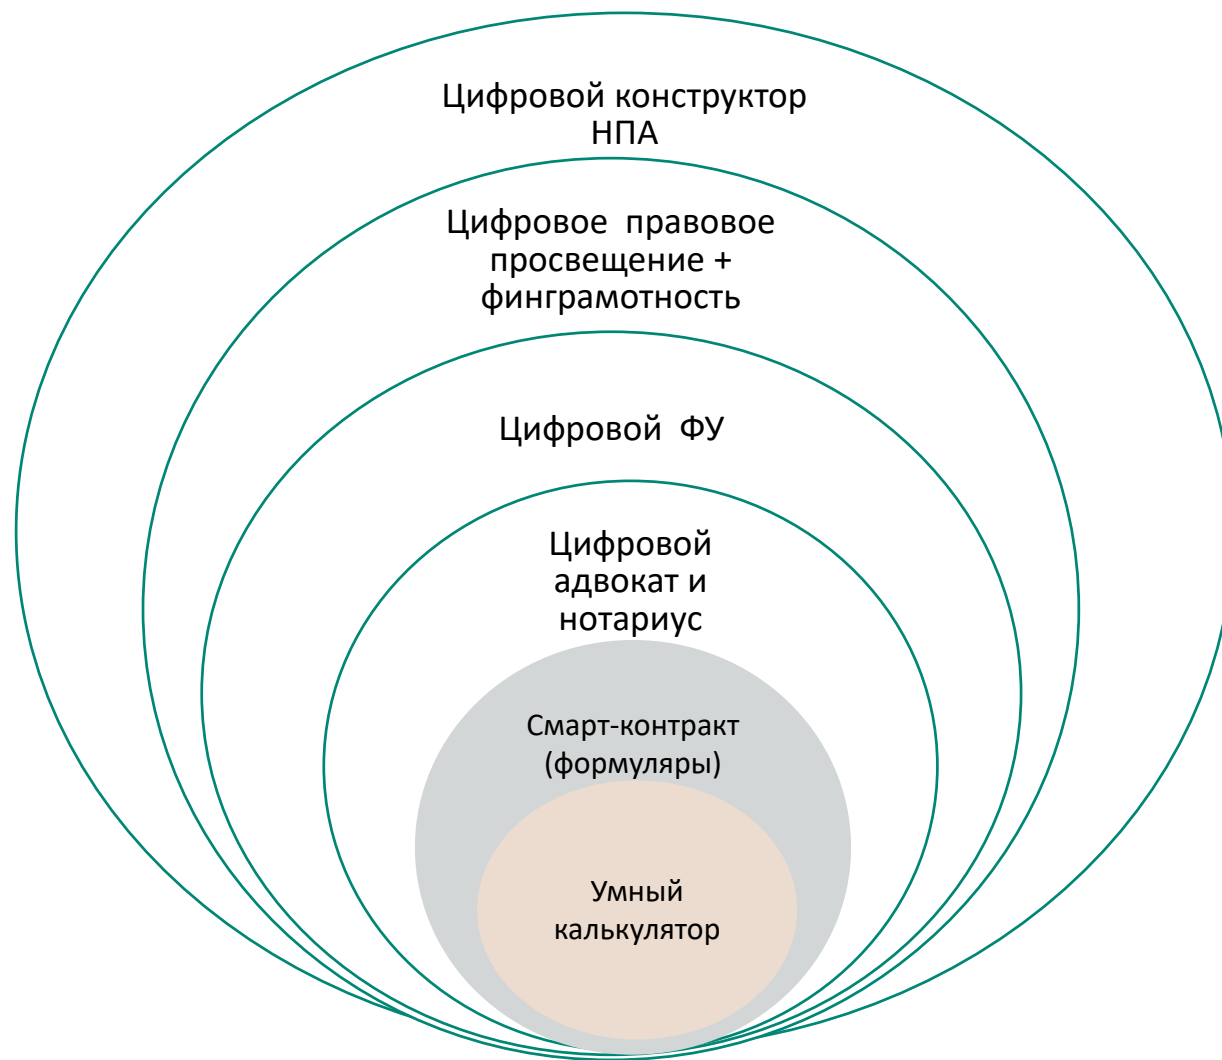 Цифровой конструктор
НПА
Цифровое правовое
просвещение +
финграмотность
Цифровой ФУ
Цифровой
адвокат и
нотариус
Смарт-контракт
(формуляры)
Умный
калькулятор